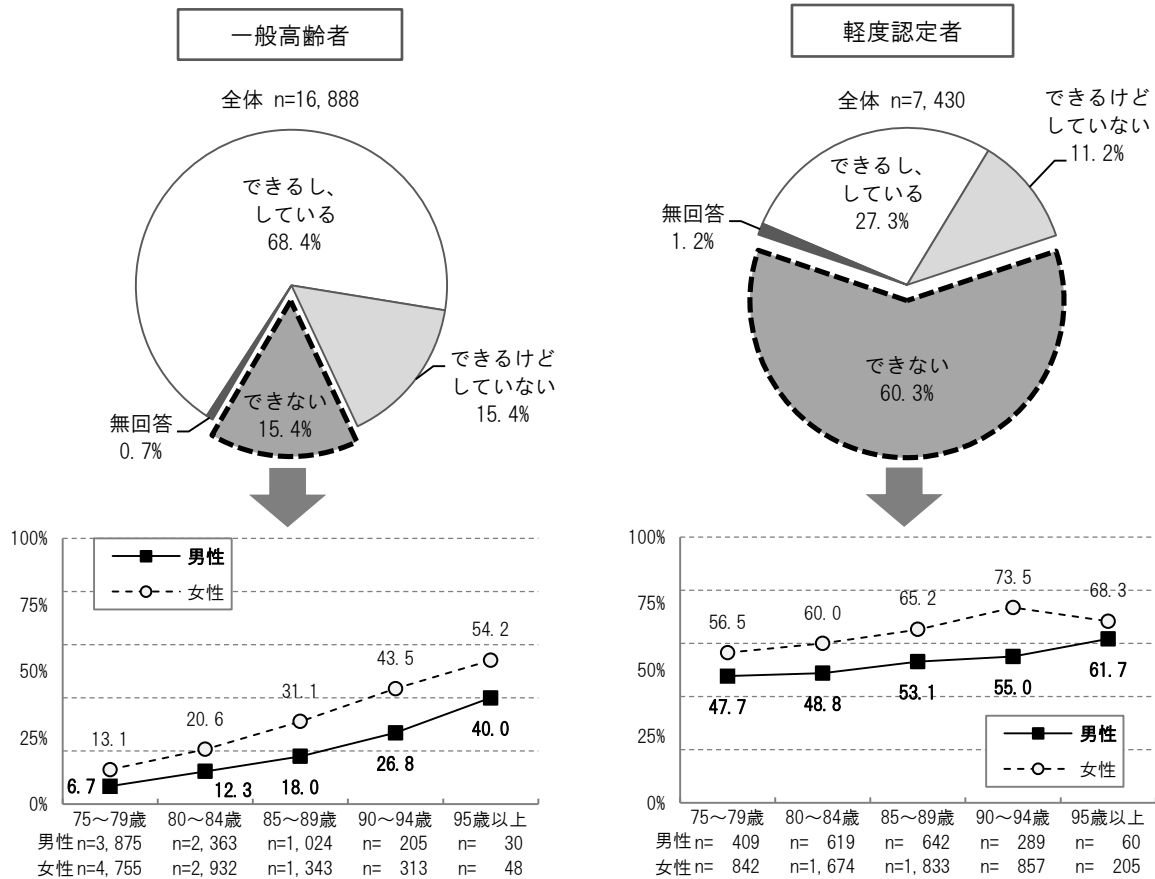 一般高齢者
全体 n=16,888
できるし、
している
68.4%
できるけど
していない
15.4%
できない
15.4%
無回答
0.7%
100%
75%
50%
25%
0%
男性
女性
13.1
20.6
31.1
43.5
54.2
6.7
12.3
18.0
26.8
40.0
75～79歳 80～84歳 85～89歳 90～94歳 95歳以上
男性 n=3,875 n=2,363 n=1,024 n= 205 n= 30
女性 n=4,755 n=2,932 n=1,343 n= 313 n= 48
軽度認定者
全体 n=7,430
できるけど
していない
11.2%
できるし、
している
27.3%
無回答
1.2%
できない
60.3%
100%
75%
50%
25%
0%
56.5
60.0
65.2
73.5
68.3
47.7
48.8
53.1
55.0
61.7
男性
女性
75～79歳 80～84歳 85～89歳 90～94歳 95歳以上
男性 n= 409 n= 619 n= 642 n= 289 n= 60
女性 n= 842 n=1,674 n=1,833 n= 857 n= 205